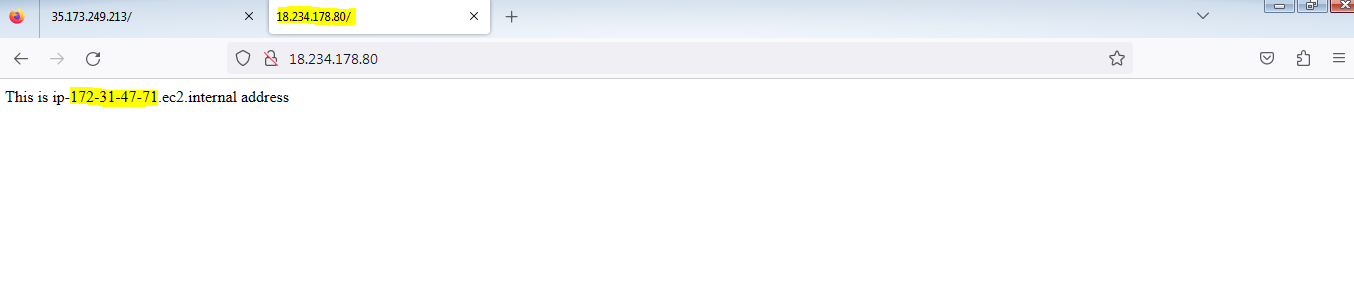 35.173.249.213/
18.234.178.80/
18.234.178.80
This is ip-172-31-47-71.ec2.internal address